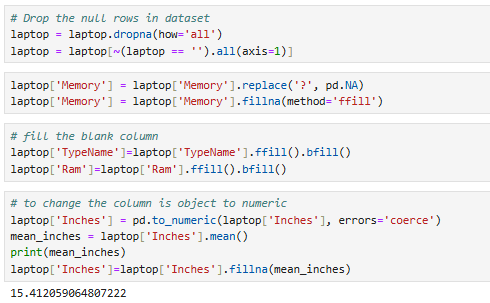 # Drop the null rows in dataset
laptop = laptop.dropna(how='all')
laptop = laptop[~(laptop == '').all(axis=1)]
laptop['Memory'] = laptop['Memory'].replace('?', pd.NA)
laptop['Memory'] = laptop['Memory'].fillna(method='ffill')
# fill the blank column
laptop['TypeName']=laptop['TypeName'].ffill().bfill()
laptop['Ram']=laptop['Ram'].ffill().bfill()
# to change the column is object to numeric
laptop['Inches'] = pd.to_numeric(laptop['Inches'], errors='coerce')
mean_inches = laptop['Inches'].mean()
print(mean_inches)
laptop['Inches']=laptop['Inches'].fillna(mean_inches)
15.412059064807222